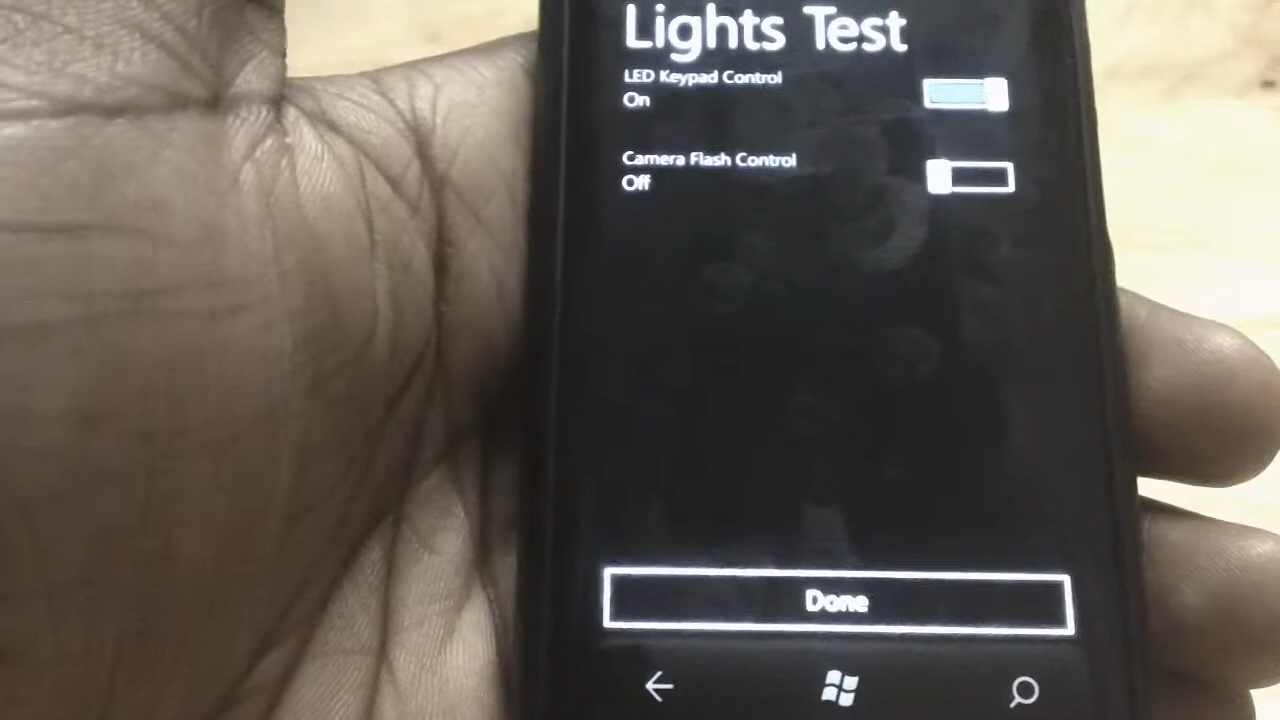 Lights Test
LED Keypad Control
On
Camera Flash Control
Off
Done